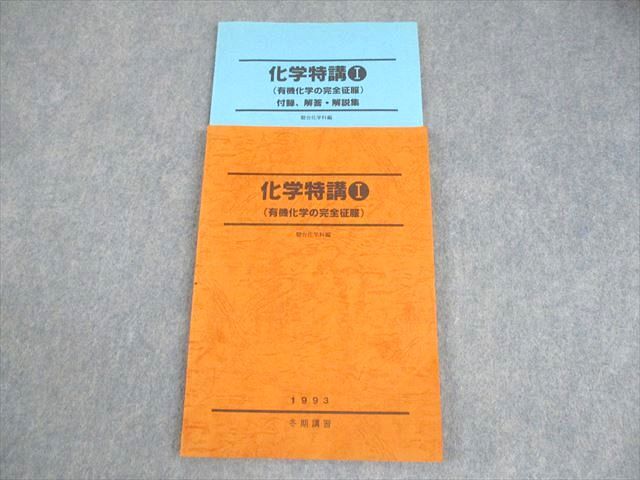 化学特講Ⅰ
(有機化学の完全征服)
付録、解答・解説集
駿台化学科編
化学特講Ⅰ
(有機化学の完全征服)
駿台化学科編
1993
冬期講習